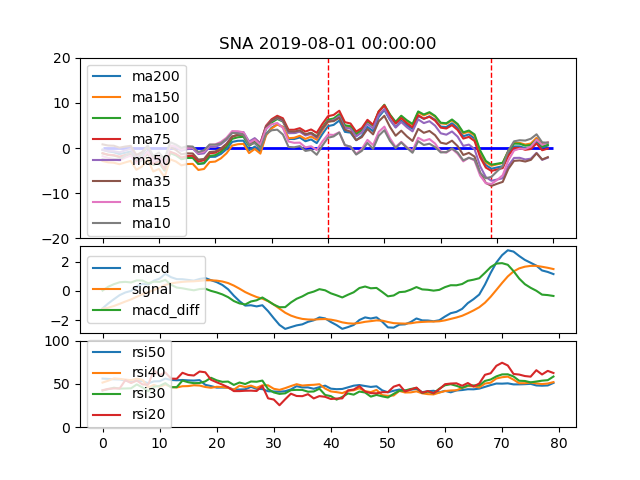 SNA 2019-08-01 00:00:00
20
10
0
−10
−20
ma200
ma150
ma100
ma75
ma50
ma35
ma15
ma10
2
0
−2
macd
signal
macd_diff
100
50
0
rsi50
rsi40
rsi30
rsi20
0 10 20 30 40 50 60 70 80